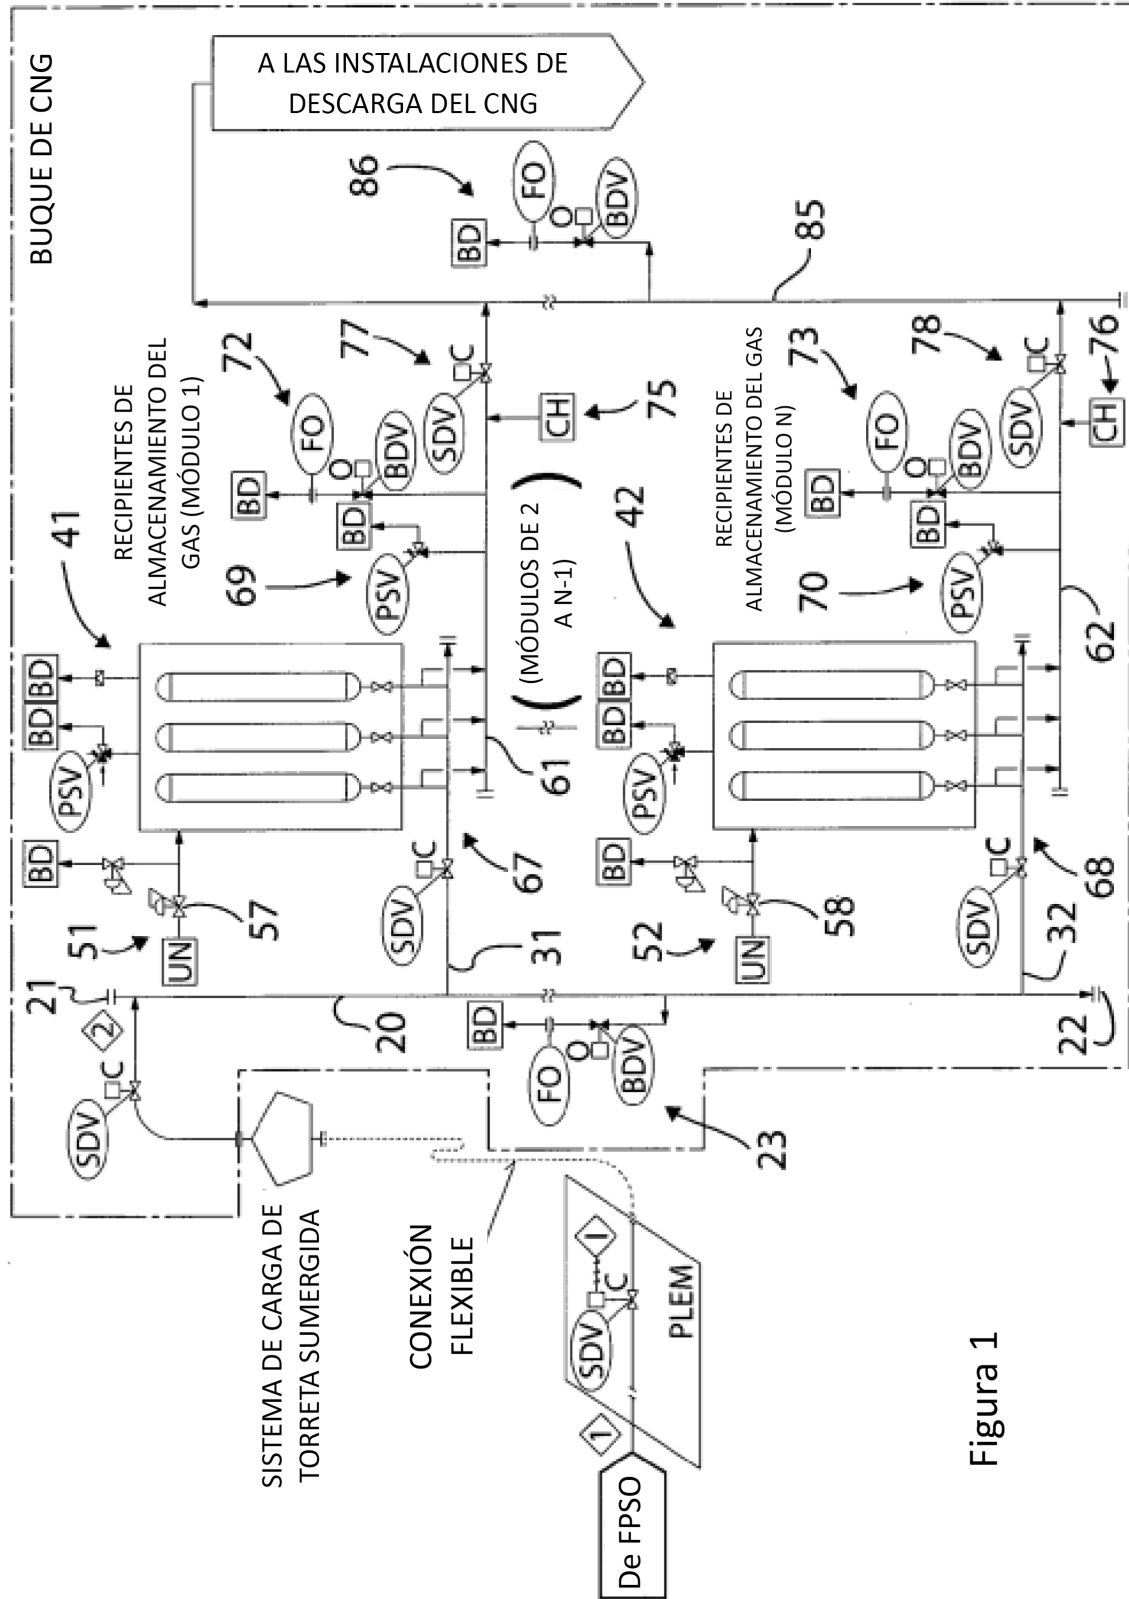 BUQUE DE CNG
A LAS INSTALACIONES DE
DESCARGA DEL CNG
86
BD
FO
O
BDV
85
RECIPIENTES DE
ALMACENAMIENTO DEL
GAS (MÓDULO 1)
41
BD
BD
PSV
BD
57
51
UN
72
FO
BD
O
BDV
BD
PSV
69
77
C
SDV
CH
75
61
67
C
SDV
31
(MÓDULOS DE 2
A N-1)
RECIPIENTES DE
ALMACENAMIENTO DEL GAS
(MÓDULO N)
42
BD
BD
PSV
BD
58
52
UN
73
FO
BD
O
BDV
BD
PSV
70
78
C
SDV
CH
76
62
68
C
SDV
32
21
2
C
SDV
20
BD
FO
O
BDV
23
22
SISTEMA DE CARGA DE
TORRETA SUMERGIDA
CONEXIÓN
FLEXIBLE
I
C
SDV
PLEM
1
De FPSO
Figura 1